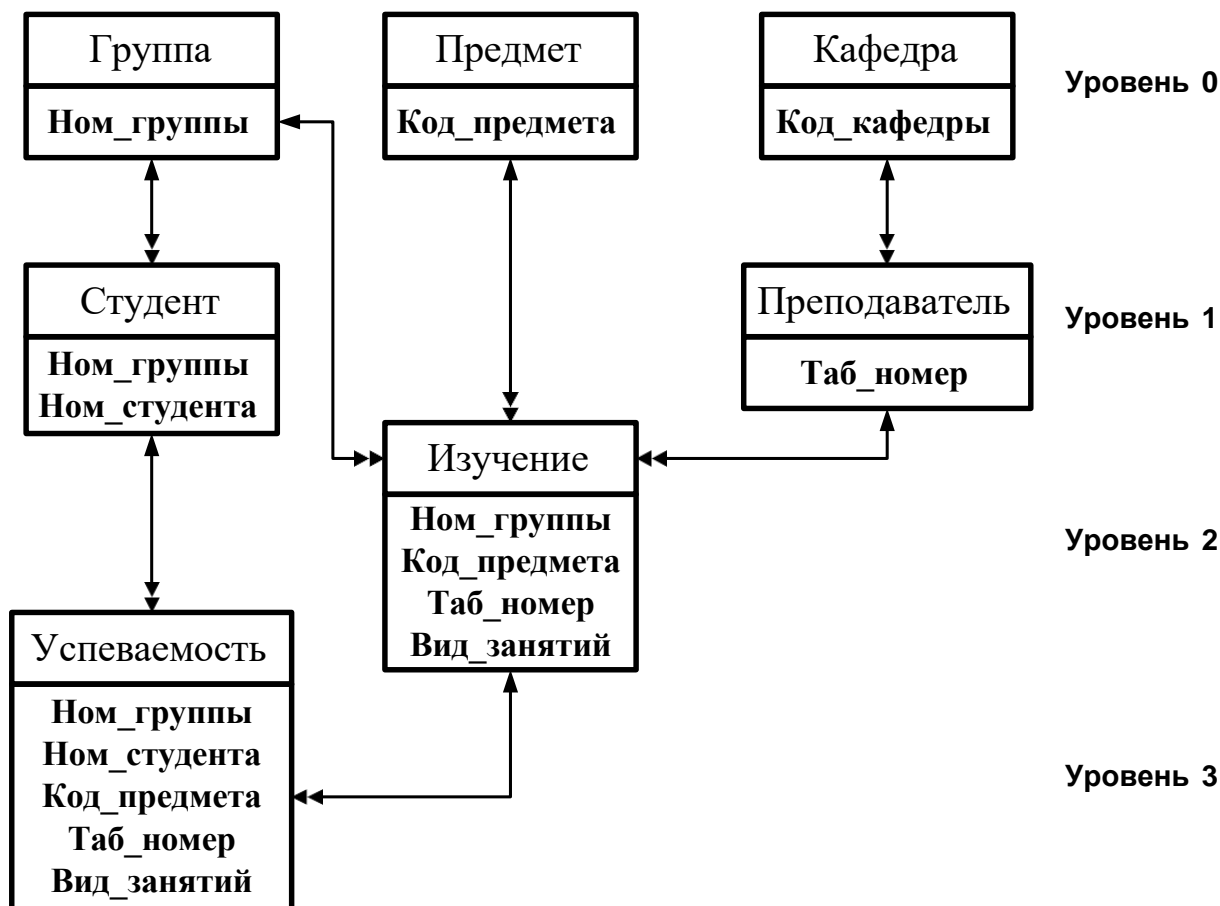 Группа
Ном_группы
Предмет
Код_предмета
Кафедра
Код_кафедры
Уровень 0
Студент
Ном_группы
Ном_студента
Преподаватель
Таб_номер
Уровень 1
Изучение
Ном_группы
Код_предмета
Таб_номер
Вид_занятий
Уровень 2
Успеваемость
Ном_группы
Ном_студента
Код_предмета
Таб_номер
Вид_занятий
Уровень 3